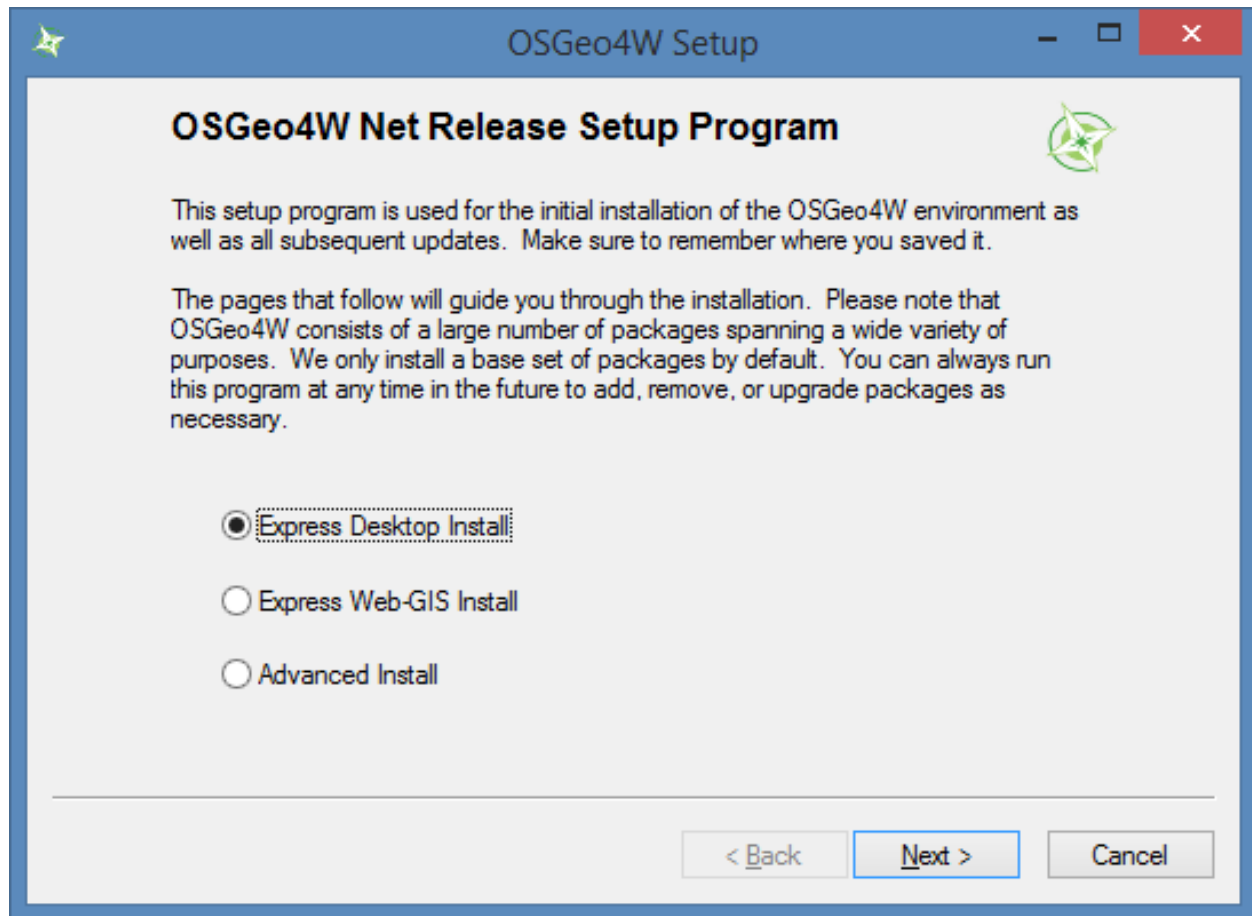 OSGeo4W Setup
OSGeo4W Net Release Setup Program
This setup program is used for the initial installation of the OSGeo4W environment as
well as all subsequent updates.  Make sure to remember where you saved it.
The pages that follow will guide you through the installation.  Please note that
OSGeo4W consists of a large number of packages spanning a wide variety of
purposes.  We only install a base set of packages by default.  You can always run
this program at any time in the future to add, remove, or upgrade packages as
necessary.
Express Desktop Install
Express Web-GIS Install
Advanced Install
< Back Next > Cancel